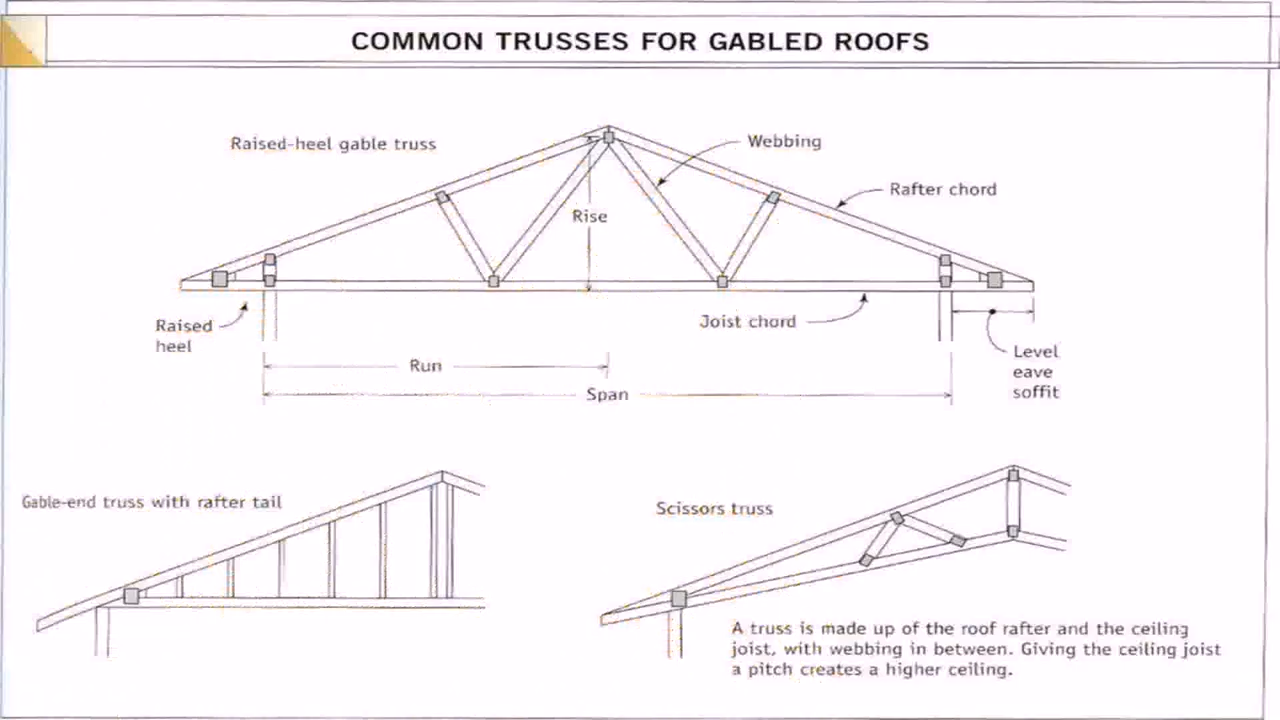 COMMON TRUSSES FOR GABLED ROOFS
Raised-heel gable truss
Webbing
Rafter chord
Rise
Raised
heel
Joist chord
Level
eave
soffit
Run
Span
Gable-end truss with rafter tail
Scissors truss
A truss is made up of the roof rafter and the ceiling
joist, with webbing in between. Giving the ceiling joist
a pitch creates a higher ceiling.